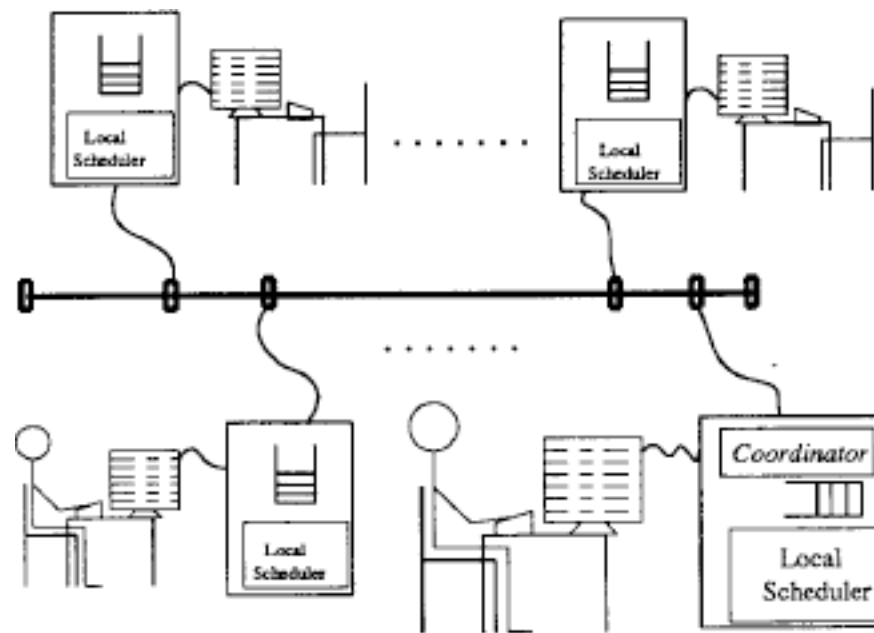 Local
Scheduler
Local
Scheduler
Local
Scheduler
Coordinator
Local
Scheduler